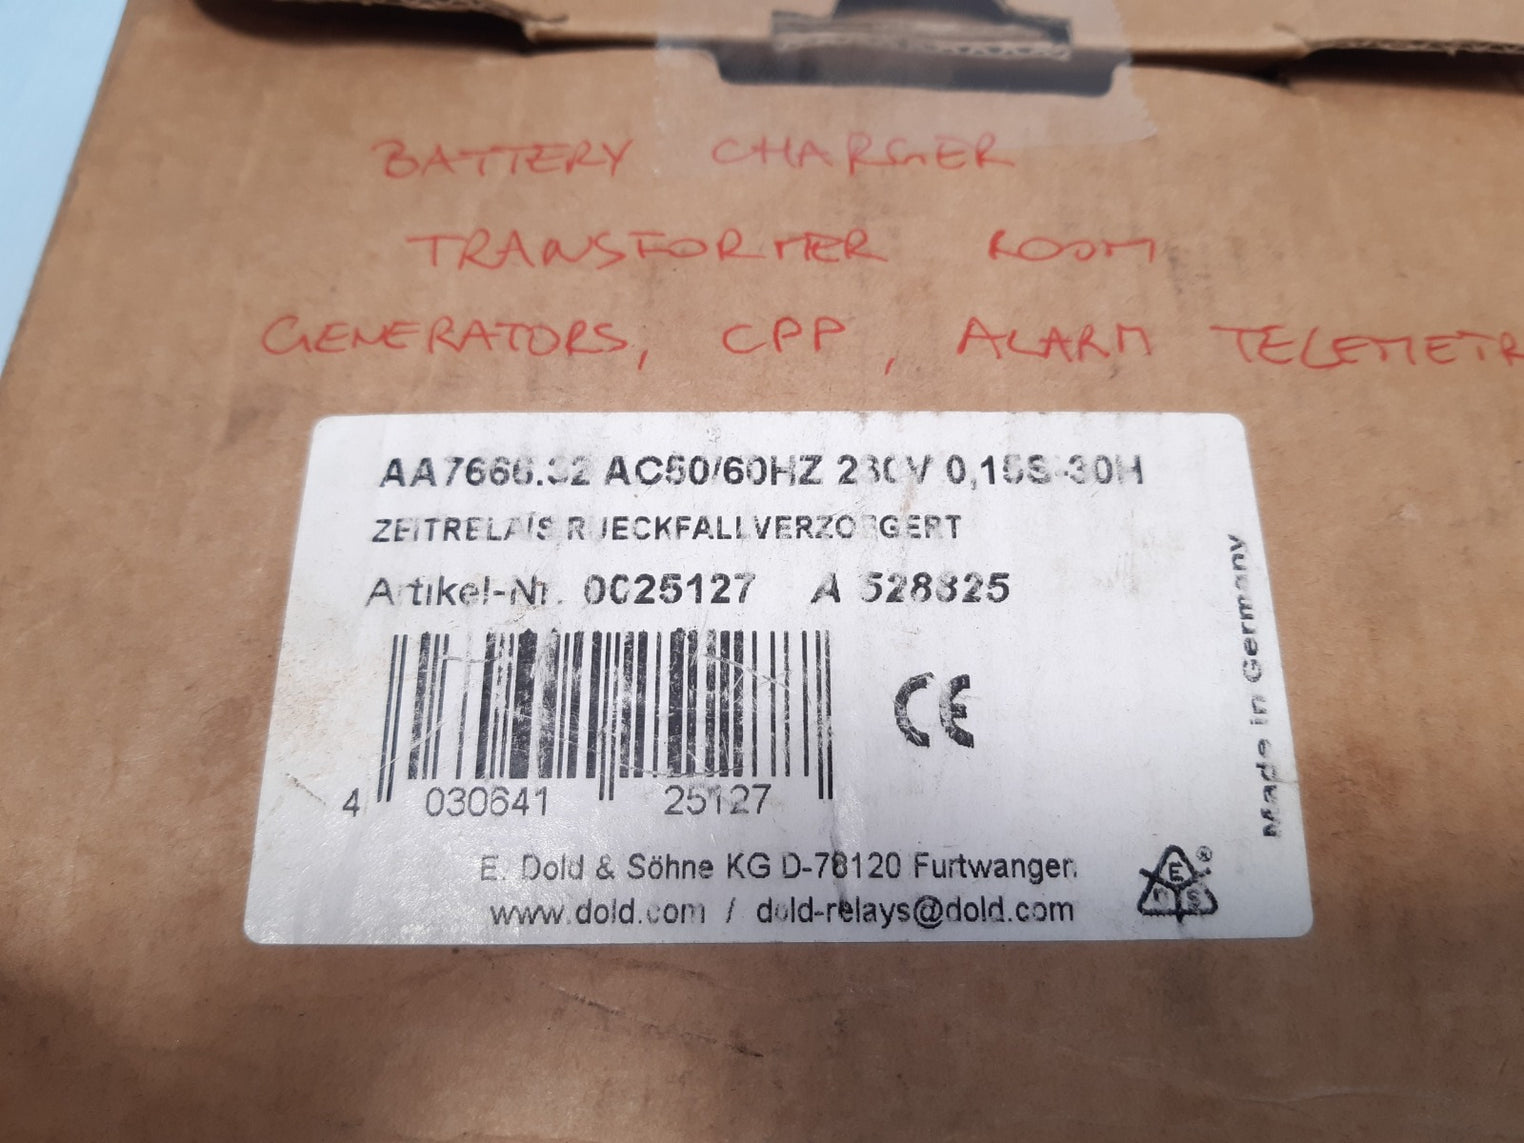 BATTERY CHARGER
TRANSFORMER ROOM
GENERATORS, CPP, ALARM TELEMETR
AA7666.32 AC50/60HZ 230V 0,15S-30H
ZEITRELAIS RUECKFALLVERZOEGERT
Artikel-Nr. 0025127 A 528825
4 030641 25127
CE
E. Dold & Söhne KG D-78120 Furtwangen
www.dold.com / dold-relays@dold.com
E D S ®
Made in Germany